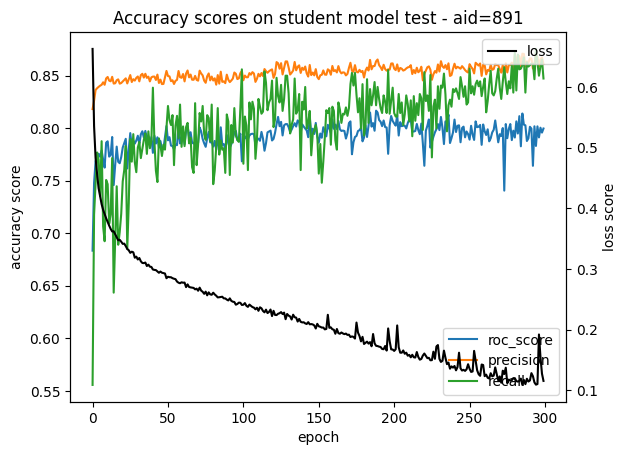 Accuracy scores on student model test - aid=891
loss
0.85
0.80
0.75
0.70
0.65
0.60
0.55
accuracy score
0.6
0.5
0.4
0.3
0.2
0.1
loss score
roc_score
precision
recall
0
50
100
150
200
250
300
epoch